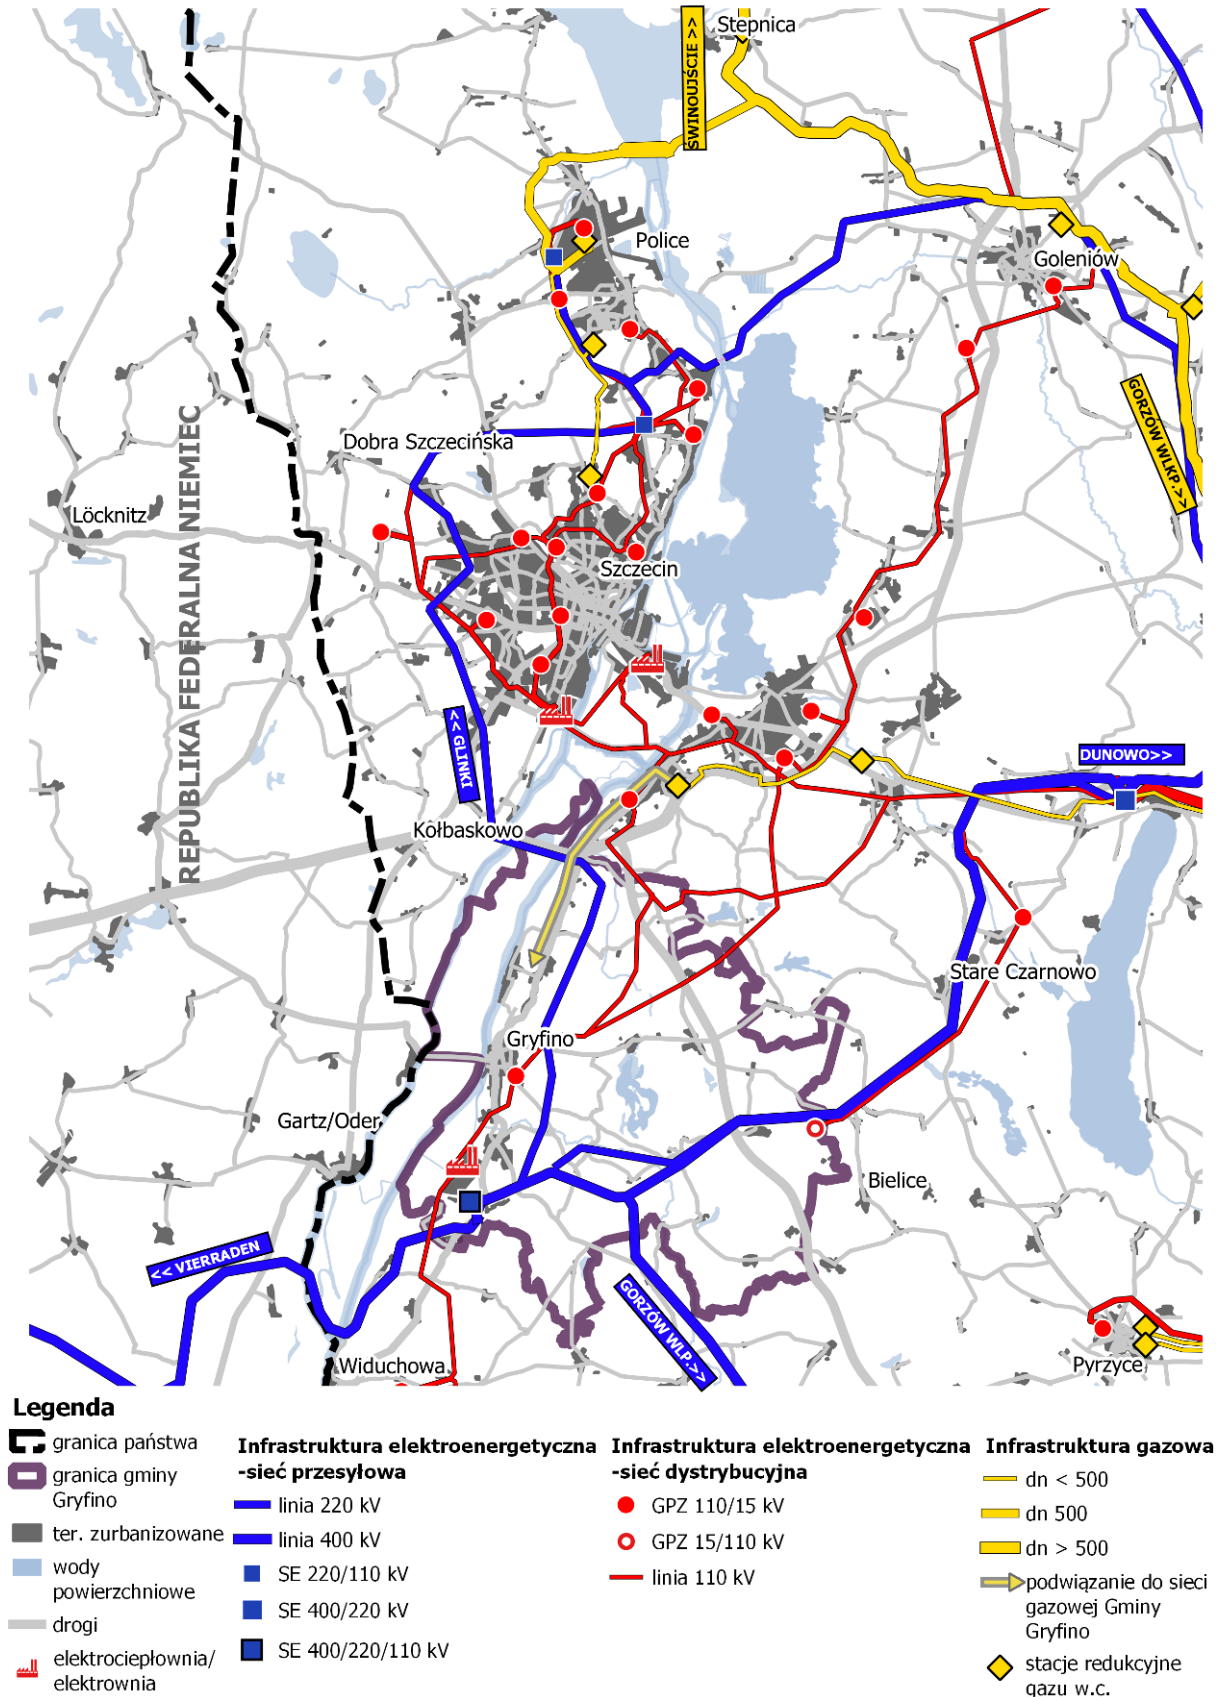 Stepnica
ŚWINOUJŚCIE >>
Police
Goleniów
GORZÓW WLKP.>>
Dobra Szczecińska
REPUBLIKA FEDERALNA NIEMIEC
Löcknitz
Szczecin
<< GLINKI
DUNOWO>>
Kołbaskowo
Stare Czarnowo
Gryfino
Gartz/Oder
Bielice
<< VIERRADEN
GORZÓW WLP.>>
Widuchowa
Pyrzyce
Legenda
granica państwa
granica gminy
Gryfino
ter. zurbanizowane
wody
powierzchniowe
drogi
elektrociepłownia/
elektrownia
Infrastruktura elektroenergetyczna
-sieć przesyłowa
linia 220 kV
linia 400 kV
SE 220/110 kV
SE 400/220 kV
SE 400/220/110 kV
Infrastruktura elektroenergetyczna
-sieć dystrybucyjna
GPZ 110/15 kV
GPZ 15/110 kV
linia 110 kV
Infrastruktura gazowa
dn < 500
dn 500
dn > 500
podwiązanie do sieci
gazowej Gminy
Gryfino
stacje redukcyjne
gazu w.c.